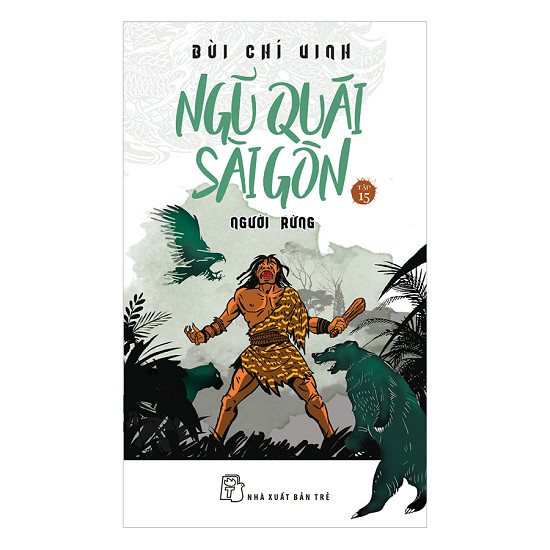 BÙI CHÍ VINH
NGŨ QUÁI
SÀI GÒN
TẬP
15
NGƯỜI RỪNG
NHÀ XUẤT BẢN TRẺ